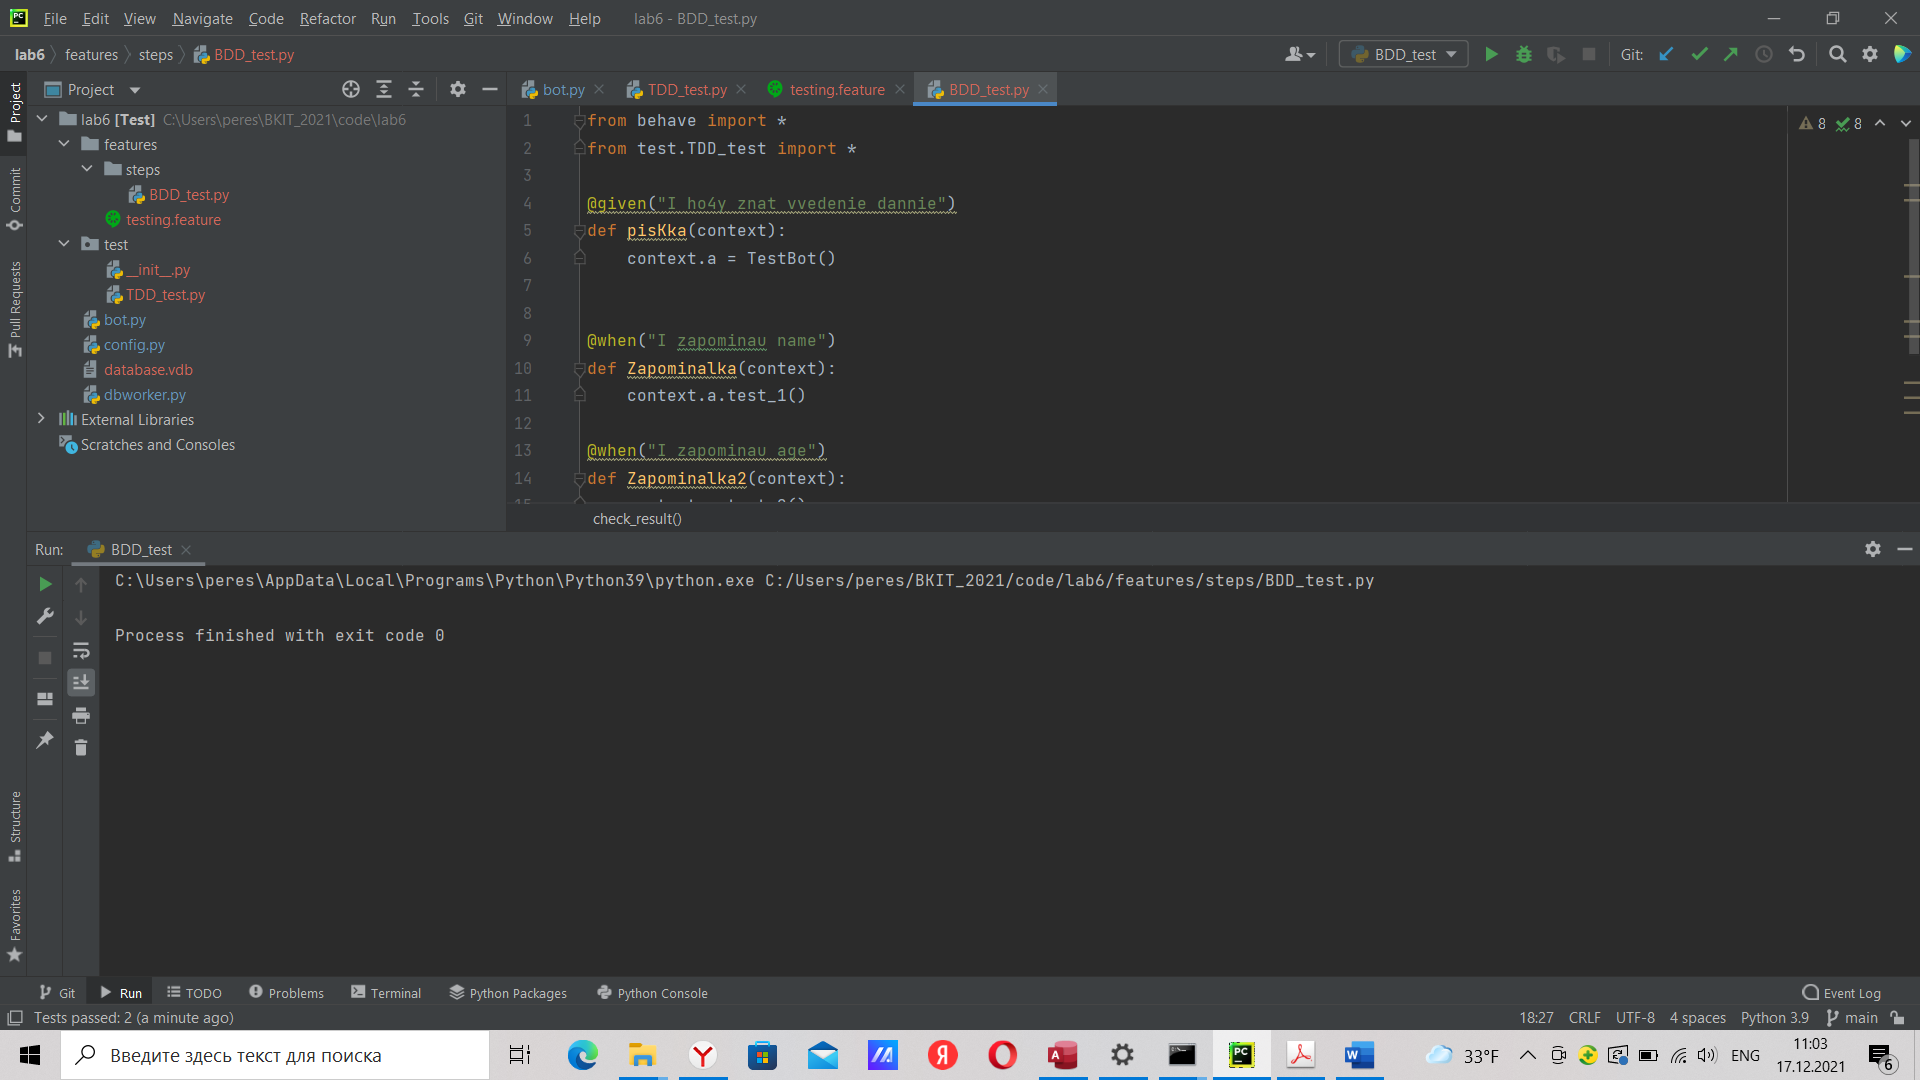 File Edit View Navigate Code Refactor Run Tools Git Window Help lab6 - BDD_test.py
lab6 features steps BDD_test.py BDD_test Git:
Project bot.py TDD_test.py testing.feature BDD_test.py
lab6 [Test] C:\Users\peres\BKIT_2021\code\lab6
features
steps
BDD_test.py
testing.feature
test
__init__.py
TDD_test.py
bot.py
config.py
database.vdb
dbworker.py
External Libraries
Scratches and Consoles
Project
Commit
Pull Requests
Structure
Favorites
8 8
1 from behave import *
2 from test.TDD_test import *
3
4 @given("I ho4y znat vvedenie dannie")
5 def pisKka(context):
6 context.a = TestBot()
7
8
9 @when("I zapominau name")
10 def Zapominalka(context):
11 context.a.test_1()
12
13 @when("I zapominau age")
14 def Zapominalka2(context):
check_result()
Run: BDD_test
C:\Users\peres\AppData\Local\Programs\Python\Python39\python.exe C:/Users/peres/BKIT_2021/code/lab6/features/steps/BDD_test.py
Process finished with exit code 0
Git Run TODO Problems Terminal Python Packages Python Console Event Log
Tests passed: 2 (a minute ago) 18:27 CRLF UTF-8 4 spaces Python 3.9 main
Введите здесь текст для поиска 33°F ENG 11:03
17.12.2021 6